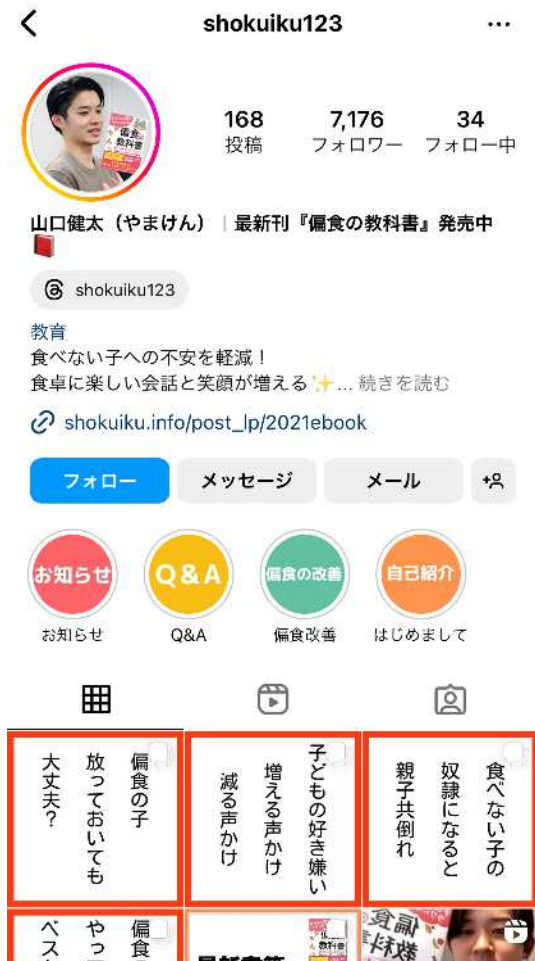 shokuiku123
168
7,176
34
投稿
フォロワー
フォロー中
山口健太（やまけん）｜最新刊『偏食の教科書』発売中
shokuiku123
教育
食べない子への不安を軽減！
食卓に楽しい会話と笑顔が増える✨... 続きを読む
shokuiku.info/post_lp/2021ebook
フォロー
メッセージ
メール
お知らせ
Q&A
偏食の改善
自己紹介
お知らせ
Q&A
偏食改善
はじめまして
偏食の子
放っておいても
大丈夫？
子どもの好き嫌い
増える声かけ
減る声かけ
食べない子の
奴隷になると
親子共倒れ
偏食